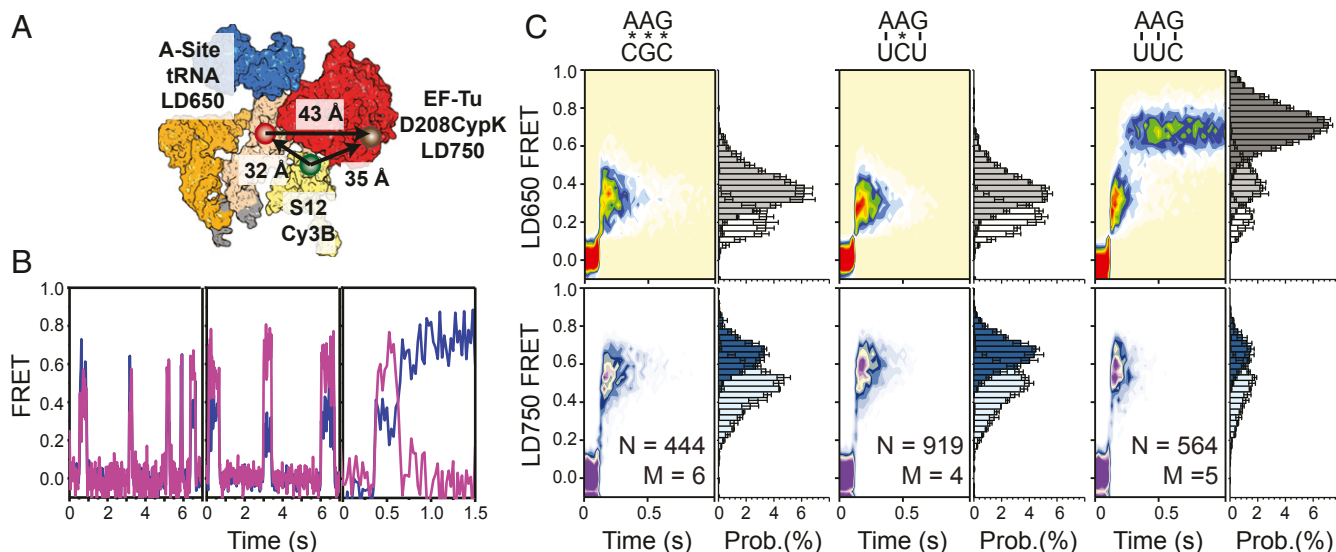 A
A-Site
tRNA
LD650
43 Å
EF-Tu
D208CypK
LD750
32 Å
35 Å
S12
Cy3B
B
FRET
1.0
0.8
0.6
0.4
0.2
0.0
0 2 4 6
0 2 4 6
0 0.5 1.0 1.5
Time (s)
C
AAG
***
CGC
AAG
*
UCU
AAG
UUC
LD650 FRET
1.0
0.8
0.6
0.4
0.2
0.0
LD750 FRET
1.0
0.8
0.6
0.4
0.2
0.0
N = 444
M = 6
N = 919
M = 4
N = 564
M =5
0 0.5
0 2 4 6
0 0.5
0 2 4 6
0 0.5
0 2 4 6
Time (s) Prob.(%) Time (s) Prob.(%) Time (s) Prob.(%)